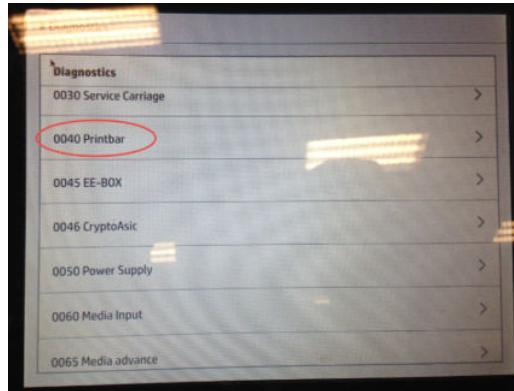 Diagnostics
0030 Service Carriage
0040 Printbar
0045 EE-BOX
0046 CryptoAsic
0050 Power Supply
0060 Media Input
0065 Media advance